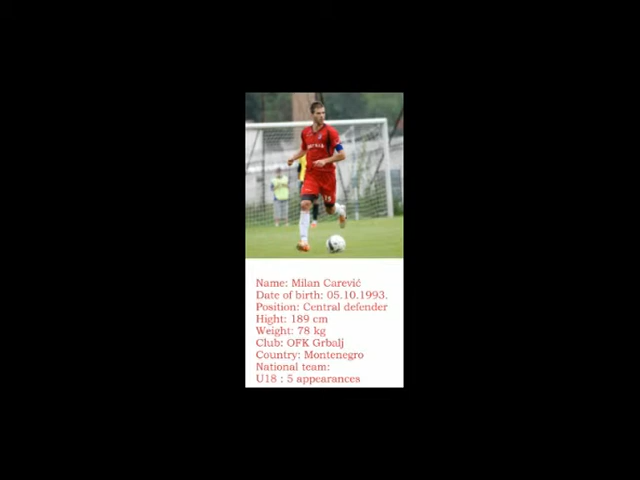 Name: Milan Carević
Date of birth: 05.10.1993.
Position: Central defender
Hight: 189 cm
Weight: 78 kg
Club: OFK Grbalj
Country: Montenegro
National team:
U18 : 5 appearances